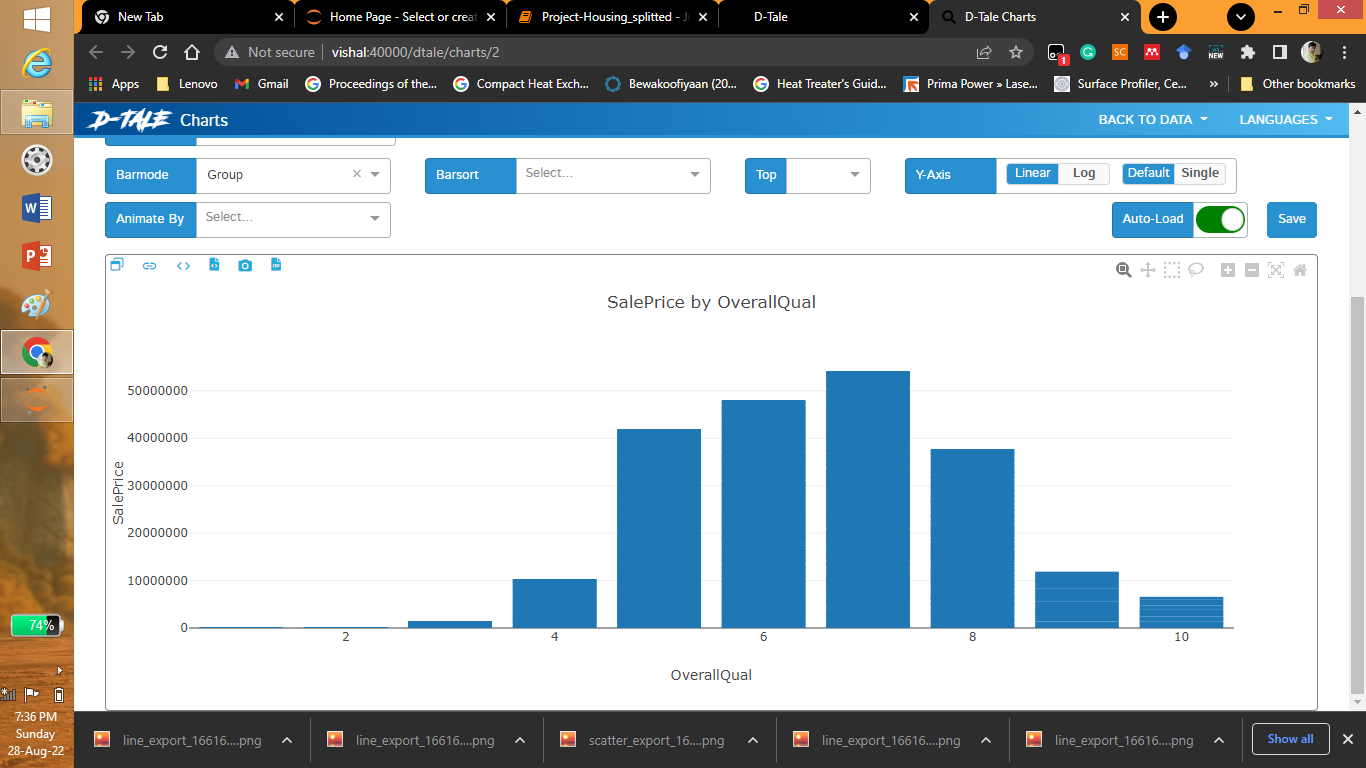 New Tab
Home Page - Select or creat
Project-Housing_splitted - Ju
D-Tale
D-Tale Charts
Not secure | vishal:40000/dtale/charts/2
SC
1
NEW
Apps
Lenovo
Gmail
Proceedings of the...
Compact Heat Exch...
Bewakoofiyaan (20...
Heat Treater's Guid...
Prima Power » Lase...
Surface Profiler, Ce...
»
Other bookmarks
D-TALE Charts
BACK TO DATA
LANGUAGES
Barmode
Group
Barsort
Select...
Top
Y-Axis
Linear
Log
Default
Single
Animate By
Select...
Auto-Load
Save
SalePrice by OverallQual
50000000
40000000
30000000
20000000
10000000
0
SalePrice
2
4
6
8
10
OverallQual
74%
7:36 PM
Sunday
28-Aug-22
line_export_16616....png
line_export_16616....png
scatter_export_16....png
line_export_16616....png
line_export_16616....png
Show all